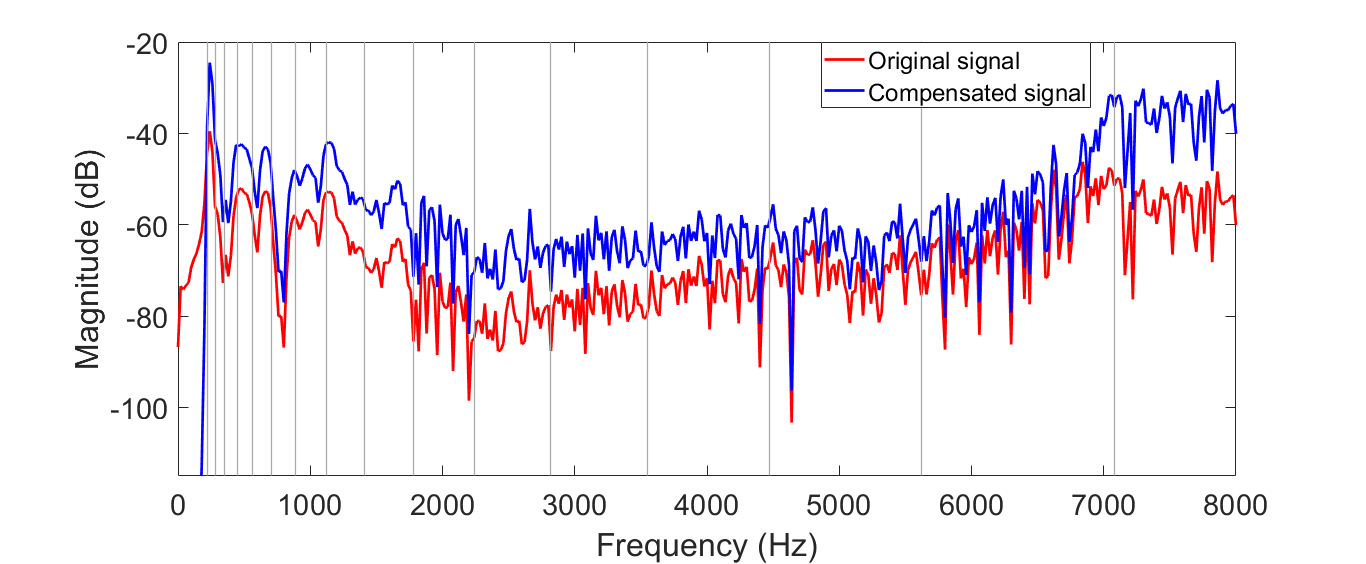 -20
-40
-60
-80
-100
Magnitude (dB)
Original signal
Compensated signal
0 1000 2000 3000 4000 5000 6000 7000 8000
Frequency (Hz)